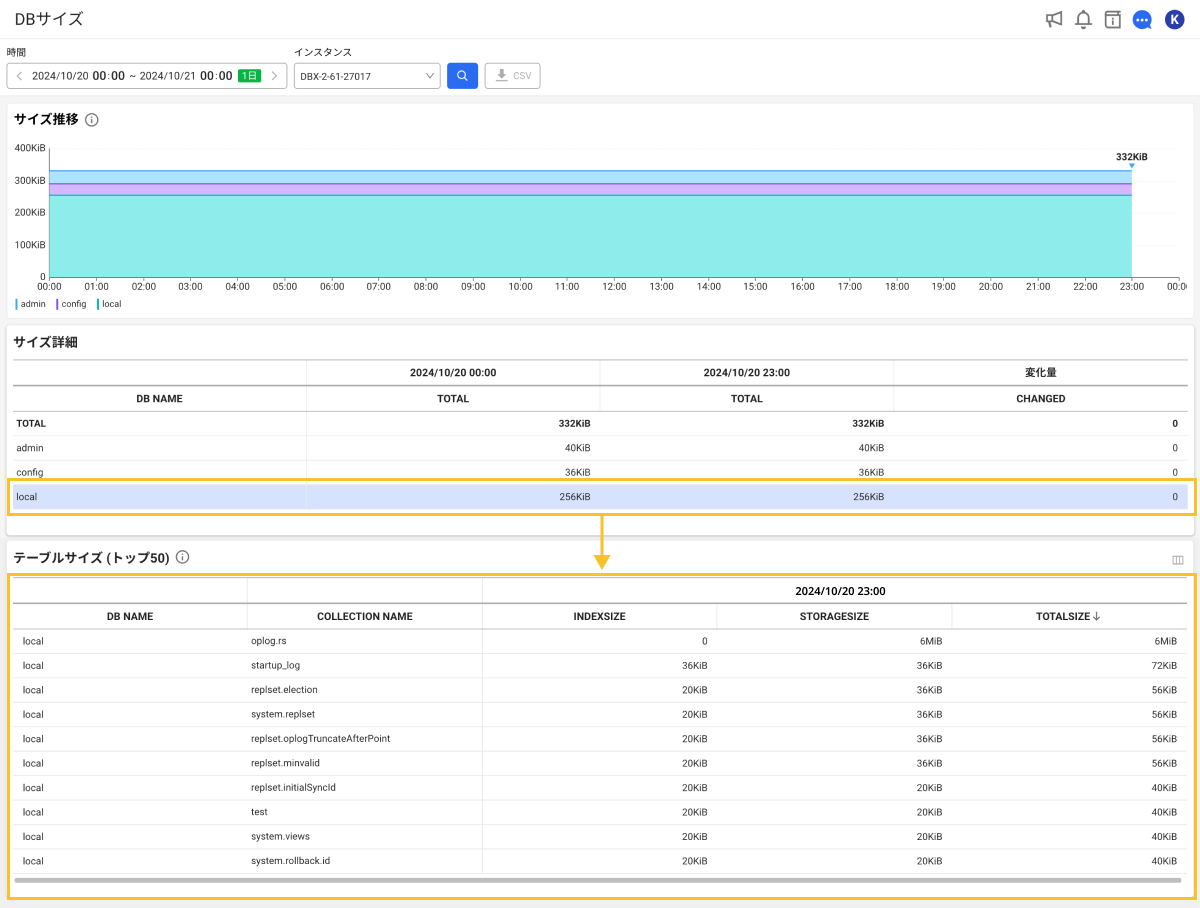 DBサイズ
K
時間
インスタンス
2024/10/20 00:00 ~ 2024/10/21 00:00 1日
DBX-2-61-27017
CSV
サイズ推移
400KiB
300KiB
200KiB
100KiB
0
332KiB
00:00 01:00 02:00 03:00 04:00 05:00 06:00 07:00 08:00 09:00 10:00 11:00 12:00 13:00 14:00 15:00 16:00 17:00 18:00 19:00 20:00 21:00 22:00 23:00 00:0
admin config local
サイズ詳細
2024/10/20 00:00 2024/10/20 23:00 変化量
DB NAME TOTAL TOTAL CHANGED
TOTAL 332KiB 332KiB 0
admin 40KiB 40KiB 0
config 36KiB 36KiB 0
local 256KiB 256KiB 0
テーブルサイズ (トップ50)
2024/10/20 23:00
DB NAME COLLECTION NAME INDEXSIZE STORAGESIZE TOTALSIZE↓
local oplog.rs 0 6MiB 6MiB
local startup_log 36KiB 36KiB 72KiB
local replset.election 20KiB 36KiB 56KiB
local system.replset 20KiB 36KiB 56KiB
local replset.oplogTruncateAfterPoint 20KiB 36KiB 56KiB
local replset.minvalid 20KiB 36KiB 56KiB
local replset.initialSyncId 20KiB 20KiB 40KiB
local test 20KiB 20KiB 40KiB
local system.views 20KiB 20KiB 40KiB
local system.rollback.id 20KiB 20KiB 40KiB